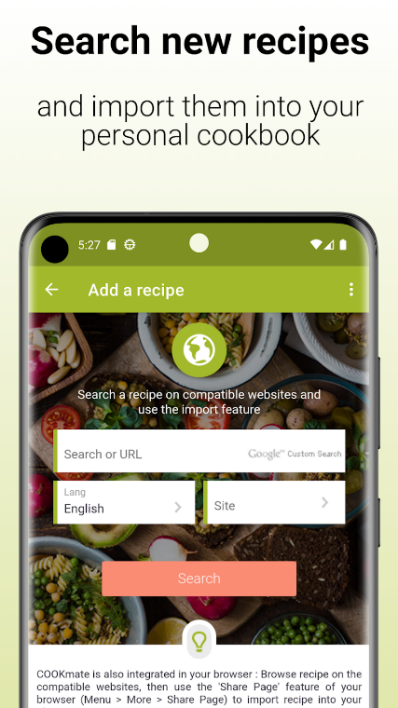 Search new recipes
and import them into your
personal cookbook
5:27
Add a recipe
Search a recipe on compatible websites and
use the import feature
Search or URL
Google™ Custom Search
Lang
English
Site
Search
COOKmate is also integrated in your browser : Browse recipe on the
compatible websites, then use the 'Share Page' feature of your
browser (Menu > More > Share Page) to import recipe into your